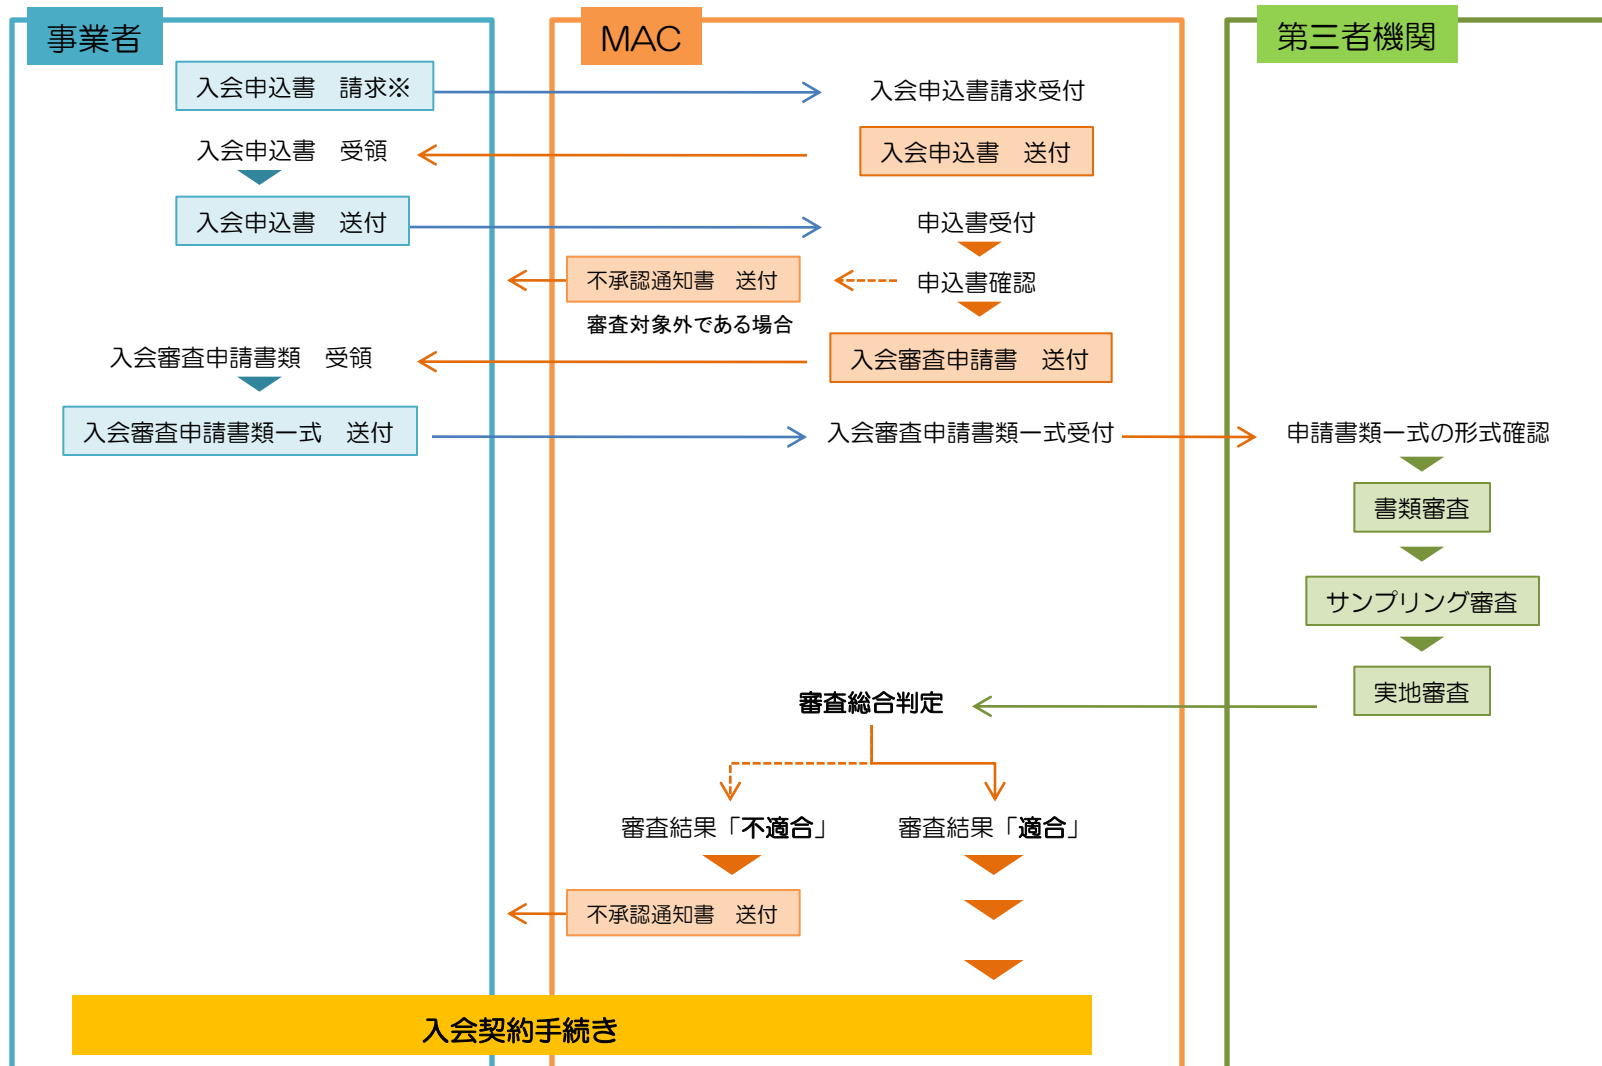 事業者
MAC
第三者機関
入会申込書　請求※
入会申込書請求受付
入会申込書　受領
入会申込書　送付
入会申込書　送付
申込書受付
不承認通知書　送付
申込書確認
審査対象外である場合
入会審査申請書類　受領
入会審査申請書　送付
入会審査申請書類一式　送付
入会審査申請書類一式受付
申請書類一式の形式確認
書類審査
サンプリング審査
実地審査
審査総合判定
審査結果「不適合」
審査結果「適合」
不承認通知書　送付
入会契約手続き